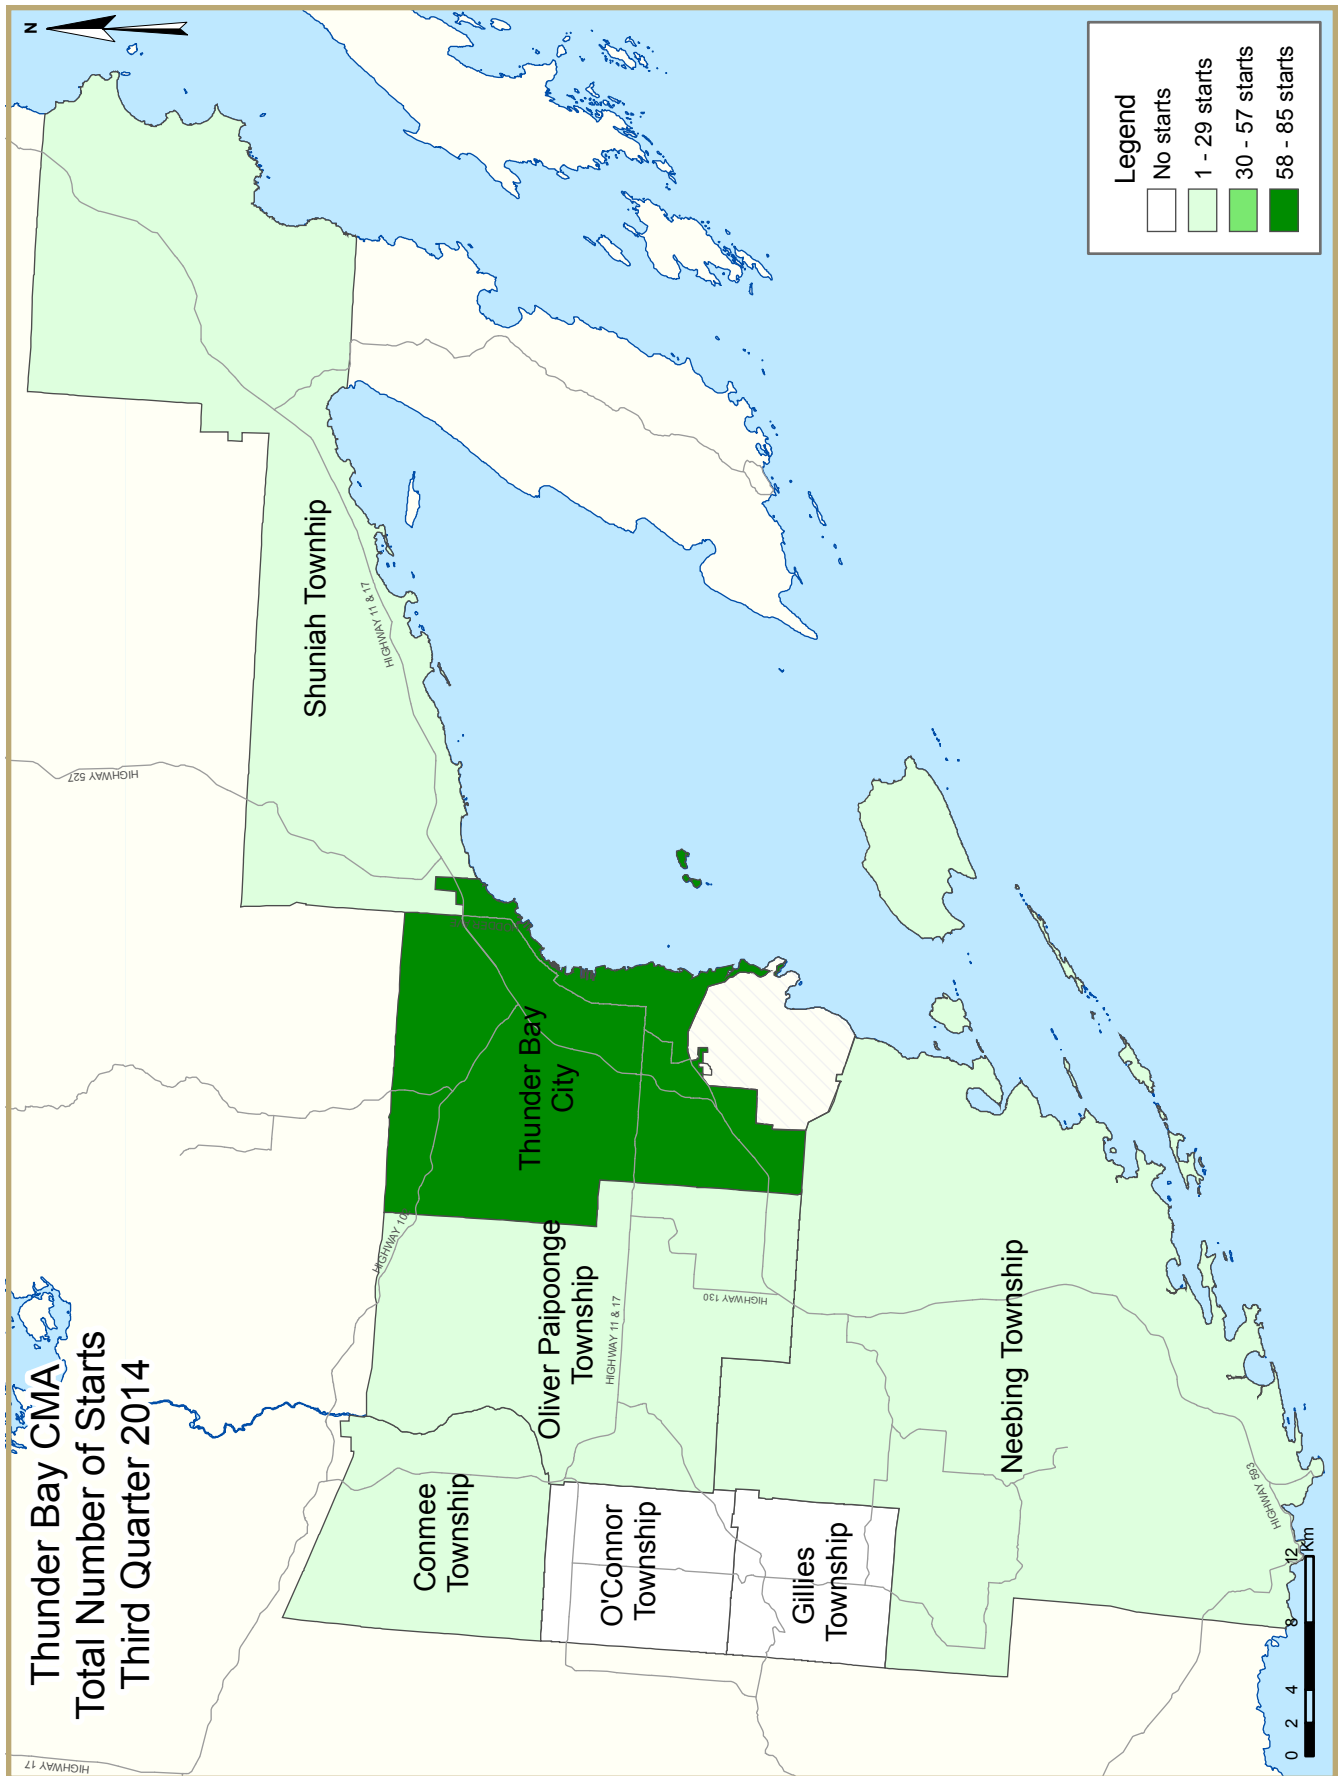 Thunder Bay CMA
Total Number of Starts
Third Quarter 2014
N
HIGHWAY 17
HIGHWAY 527
HIGHWAY 11 & 17
Shuniah Townhip
HIGHWAY 10
Thunder Bay
City
Oliver Paipoonge
Township
HIGHWAY 11 & 17
HIGHWAY 130
Conmee
Township
O'Connor
Township
Gillies
Township
Neebing Township
HIGHWAY 593
0 2 4 8 12
Km
Legend
No starts
1 - 29 starts
30 - 57 starts
58 - 85 starts